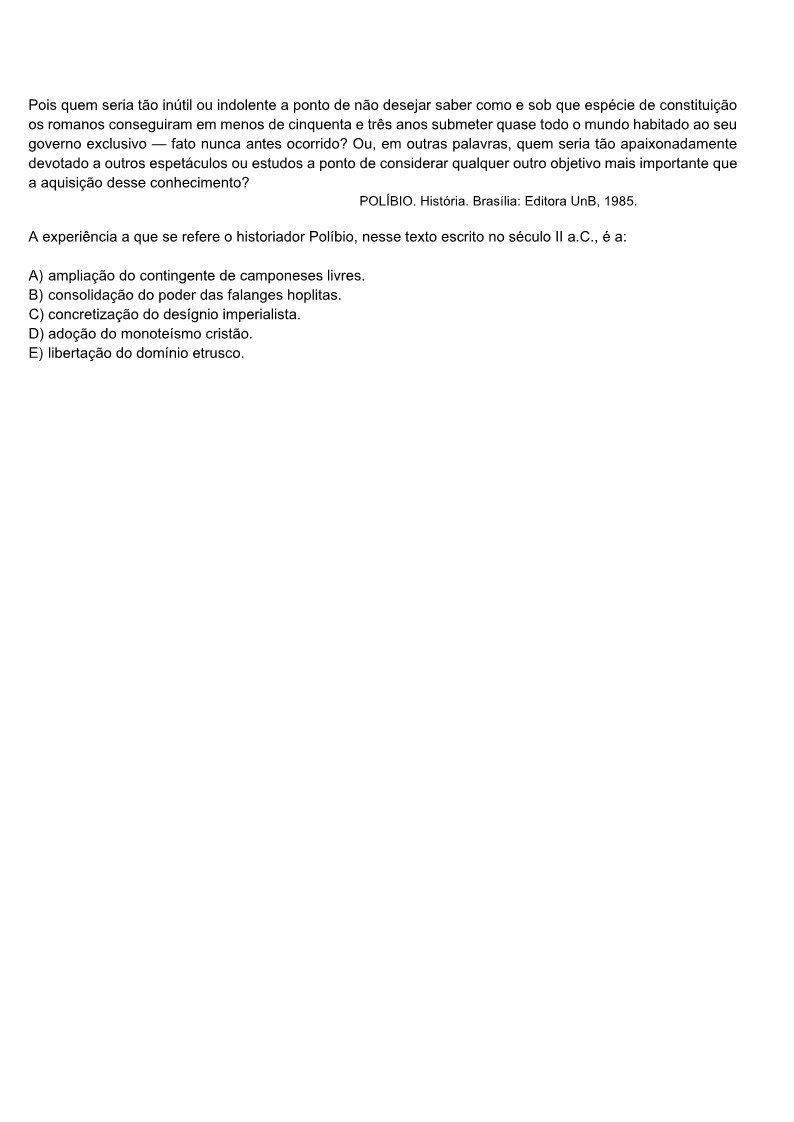 Pois quem seria tão inútil ou indolente a ponto de não desejar saber como e sob que espécie de constituição
os romanos conseguiram em menos de cinquenta e três anos submeter quase todo o mundo habitado ao seu
governo exclusivo — fato nunca antes ocorrido? Ou, em outras palavras, quem seria tão apaixonadamente
devotado a outros espetáculos ou estudos a ponto de considerar qualquer outro objetivo mais importante que
a aquisição desse conhecimento?
POLÍBIO. História. Brasília: Editora UnB, 1985.
A experiência a que se refere o historiador Políbio, nesse texto escrito no século II a.C., é a:
A) ampliação do contingente de camponeses livres.
B) consolidação do poder das falanges hoplitas.
C) concretização do desígnio imperialista.
D) adoção do monoteísmo cristão.
E) libertação do domínio etrusco.